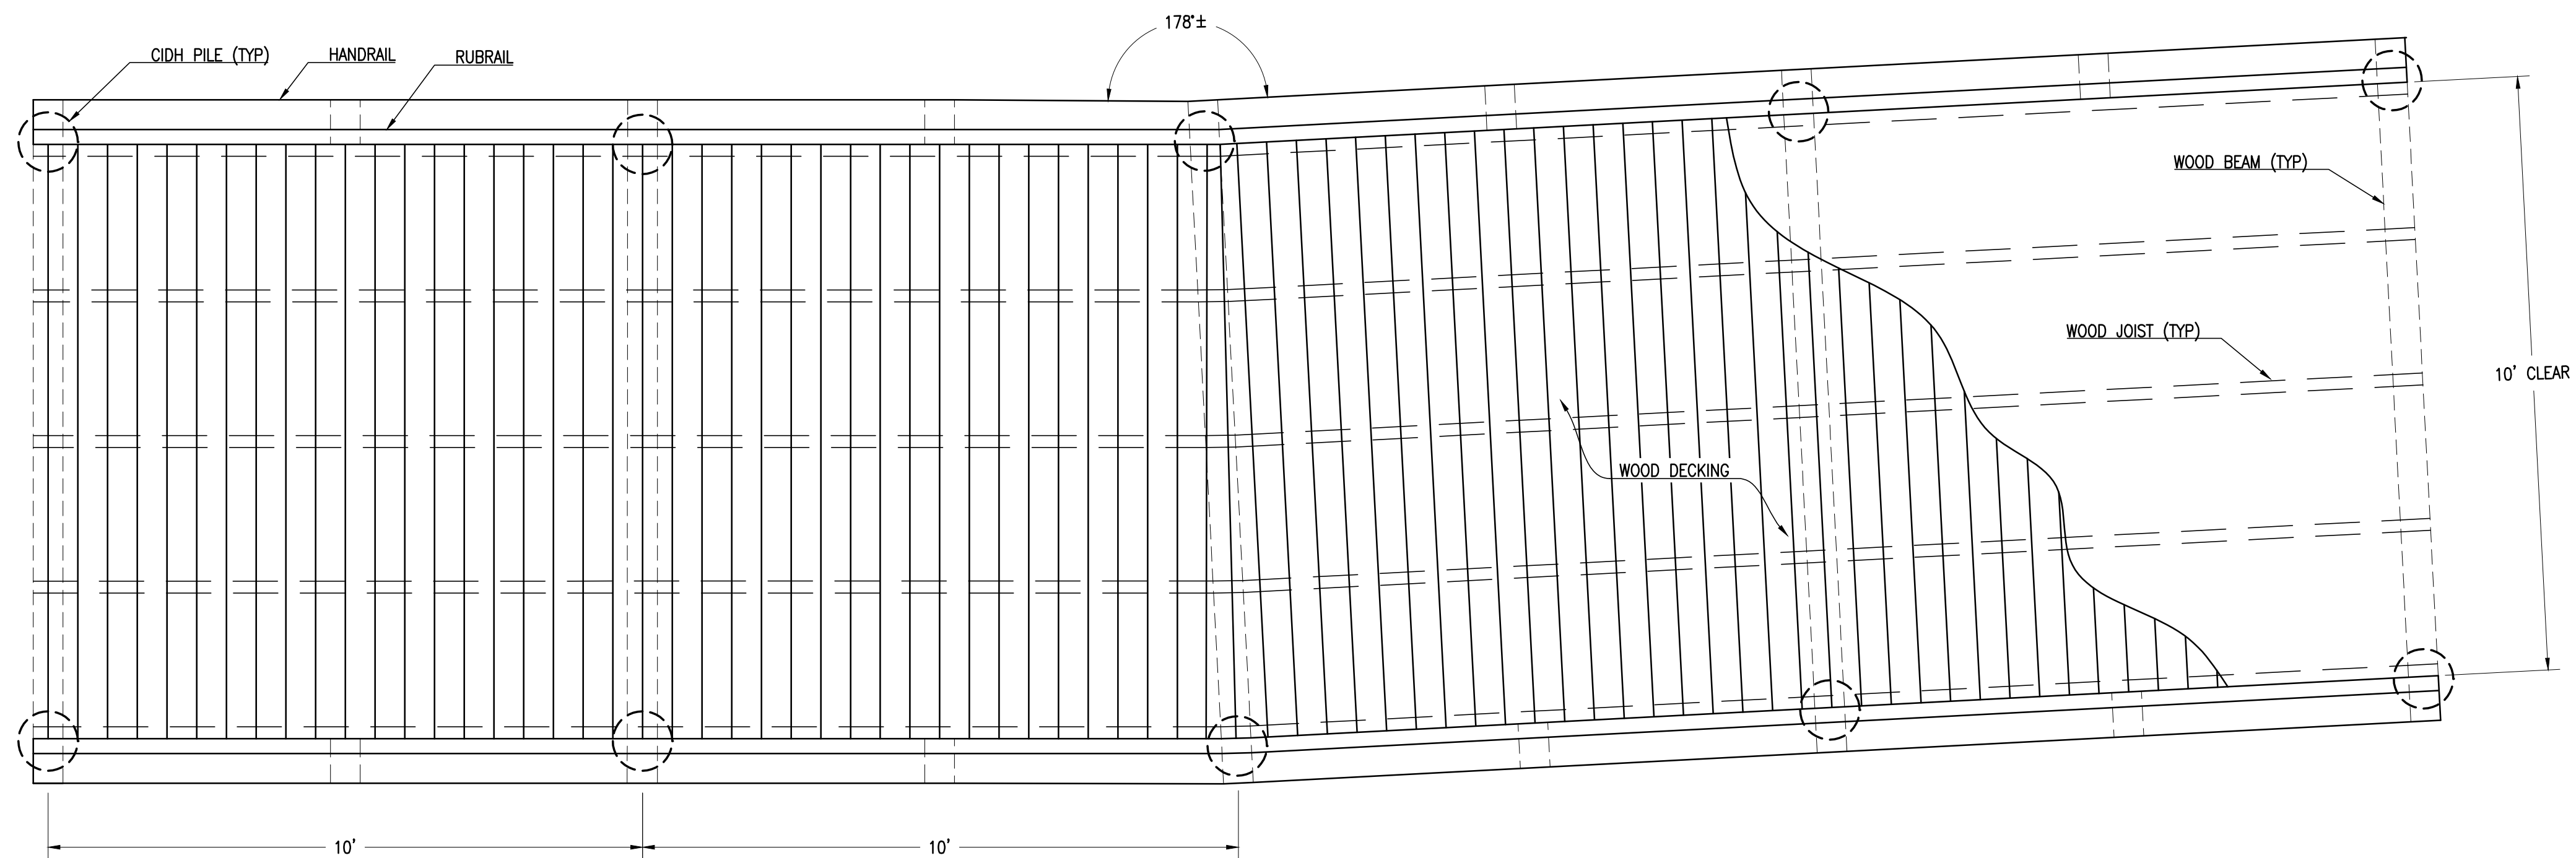 178°±
CIDH PILE (TYP)
HANDRAIL
RUBRAIL
WOOD BEAM (TYP)
WOOD JOIST (TYP)
10' CLEAR
WOOD DECKING
10'
10'